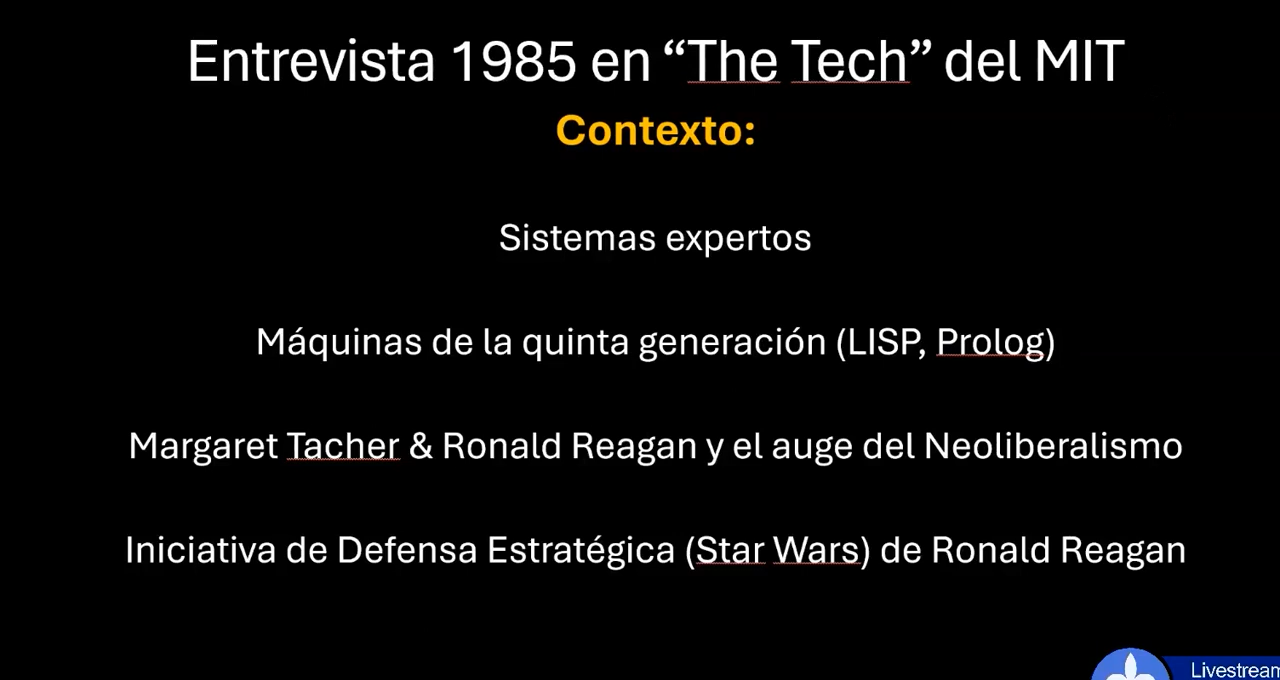 Entrevista 1985 en “The Tech” del MIT
Contexto:
Sistemas expertos
Máquinas de la quinta generación (LISP, Prolog)
Margaret Tacher & Ronald Reagan y el auge del Neoliberalismo
Iniciativa de Defensa Estratégica (Star Wars) de Ronald Reagan
Livestream